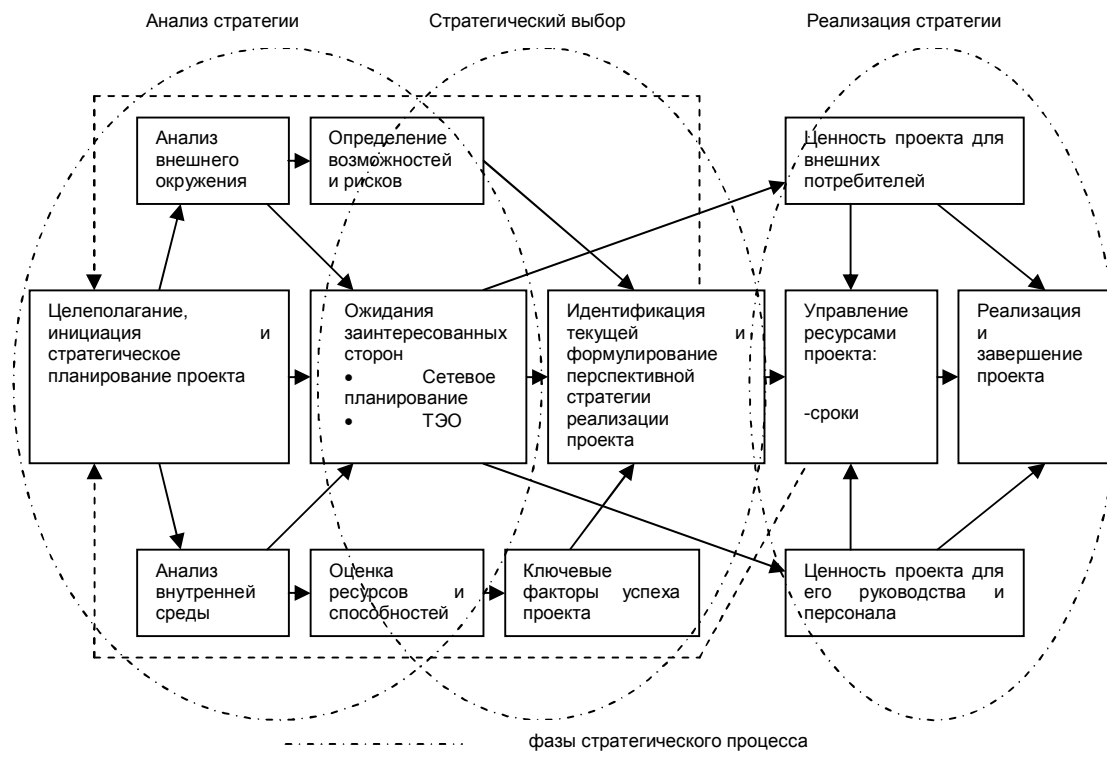 Анализ стратегии
Стратегический выбор
Реализация стратегии
Анализ
внешнего
окружения
Определение
возможностей
и рисков
Ценность проекта для
внешних
потребителей
Целеполагание,
инициация и
стратегическое
планирование проекта
Ожидания
заинтересованных
сторон
• Сетевое
планирование
• ТЭО
Идентификация
текущей и
формулирование
перспективной
стратегии
реализации
проекта
Управление
ресурсами
проекта:
-сроки
Реализация
и
завершение
проекта
Анализ
внутренней
среды
Оценка
ресурсов и
способностей
Ключевые
факторы успеха
проекта
Ценность проекта для
его руководства и
персонала
фазы стратегического процесса